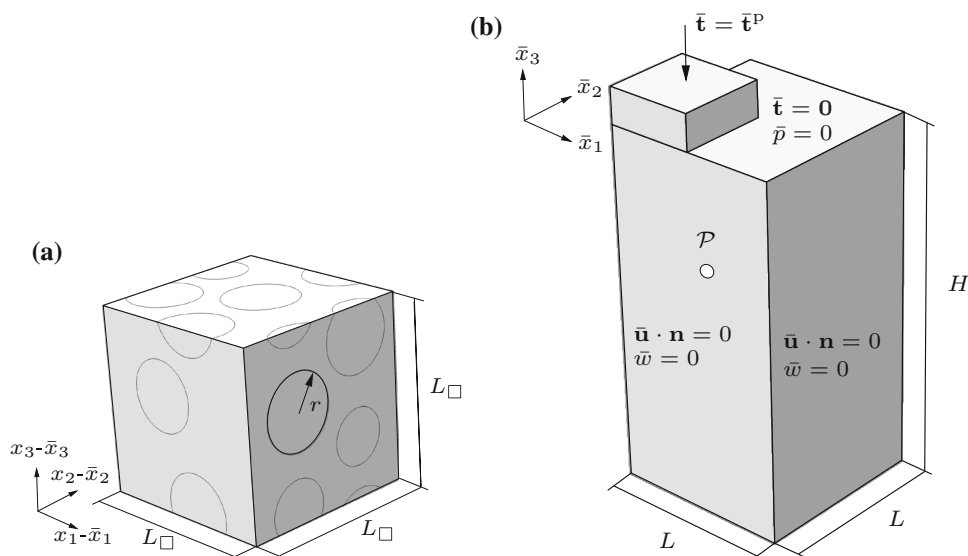 (b)
t̄ = t̄ᵖ
x̄₃
x̄₂
x̄₁
t̄ = 0
p̄ = 0
𝒫
H
ū · n = 0
w̄ = 0
ū · n = 0
w̄ = 0
L
L
(a)
r
L□
x₃-x̄₃
x₂-x̄₂
x₁-x̄₁
L□
L□